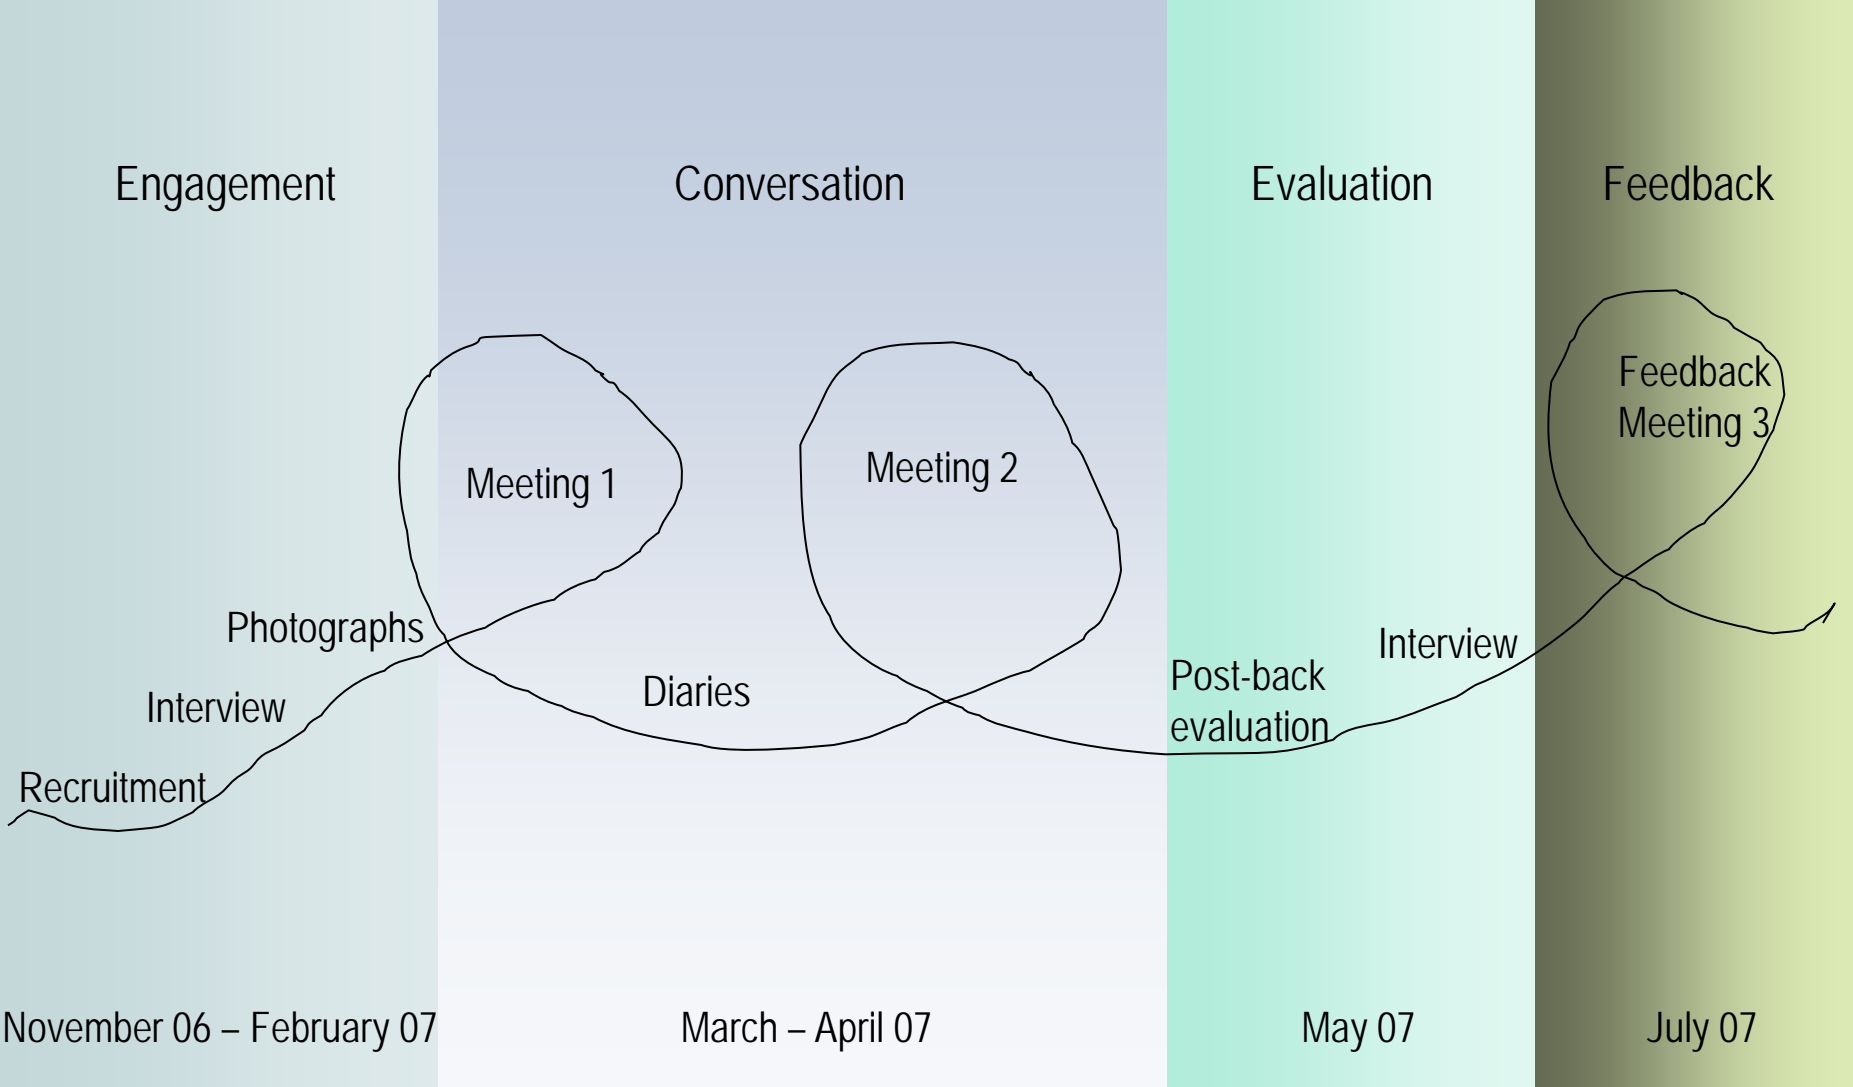 Engagement
Conversation
Evaluation
Feedback
Feedback
Meeting 3
Meeting 1
Meeting 2
Photographs
Interview
Recruitment
Diaries
Post-back
evaluation
Interview
November 06 – February 07
March – April 07
May 07
July 07